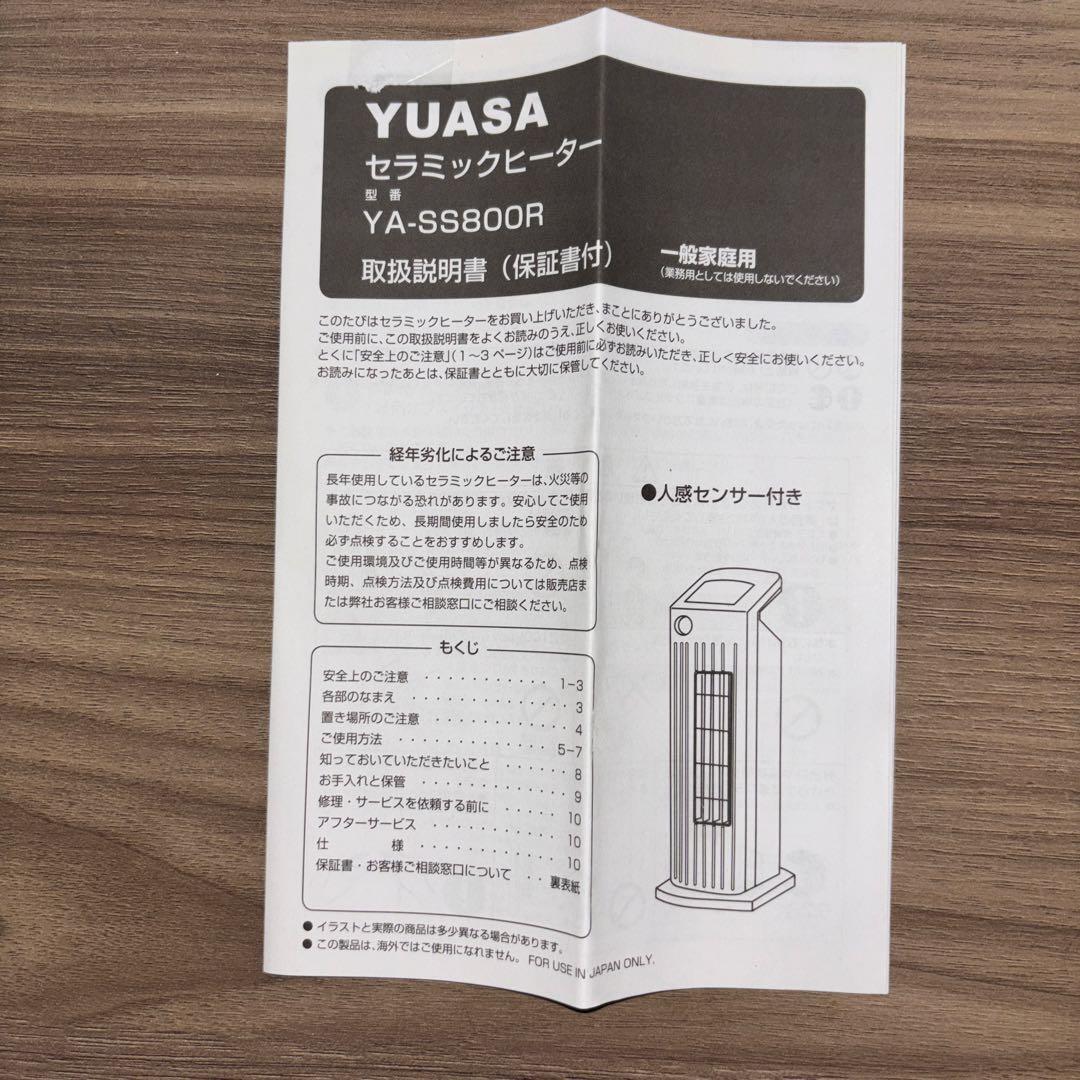 YUASA
セラミックヒーター
型 番
YA-SS800R
取扱説明書（保証書付）
一般家庭用
（業務用としては使用しないでください）
このたびはセラミックヒーターをお買い上げいただき、まことにありがとうございました。
ご使用前に、この取扱説明書をよくお読みのうえ、正しくお使いください。
とくに「安全上のご注意」（1～3ページ）はご使用前に必ずお読みいただき、正しく安全にお使いください。
お読みになったあとは、保証書とともに大切に保管してください。
経年劣化によるご注意
長年使用しているセラミックヒーターは、火災等の
事故につながる恐れがあります。安心してご使用
いただくため、長期間使用しましたら安全のため
必ず点検することをおすすめします。
ご使用環境及びご使用時間等が異なるため、点検
時期、点検方法及び点検費用については販売店ま
たは弊社お客様ご相談窓口にご相談ください。
●人感センサー付き
もくじ
安全上のご注意 ・・・・・・・・・・・ 1-3
各部のなまえ ・・・・・・・・・・・・ 3
置き場所のご注意 ・・・・・・・・・・ 4
ご使用方法 ・・・・・・・・・・・・ 5-7
知っておいていただきたいこと ・・・・・・ 8
お手入れと保管 ・・・・・・・・・・・ 9
修理・サービスを依頼する前に ・・・・・ 10
アフターサービス ・・・・・・・・・・ 10
仕　　様 ・・・・・・・・・・・・・ 10
保証書・お客様ご相談窓口について ・・ 裏表紙
● イラストと実際の商品は多少異なる場合があります。
● この製品は、海外ではご使用になれません。 FOR USE IN JAPAN ONLY.